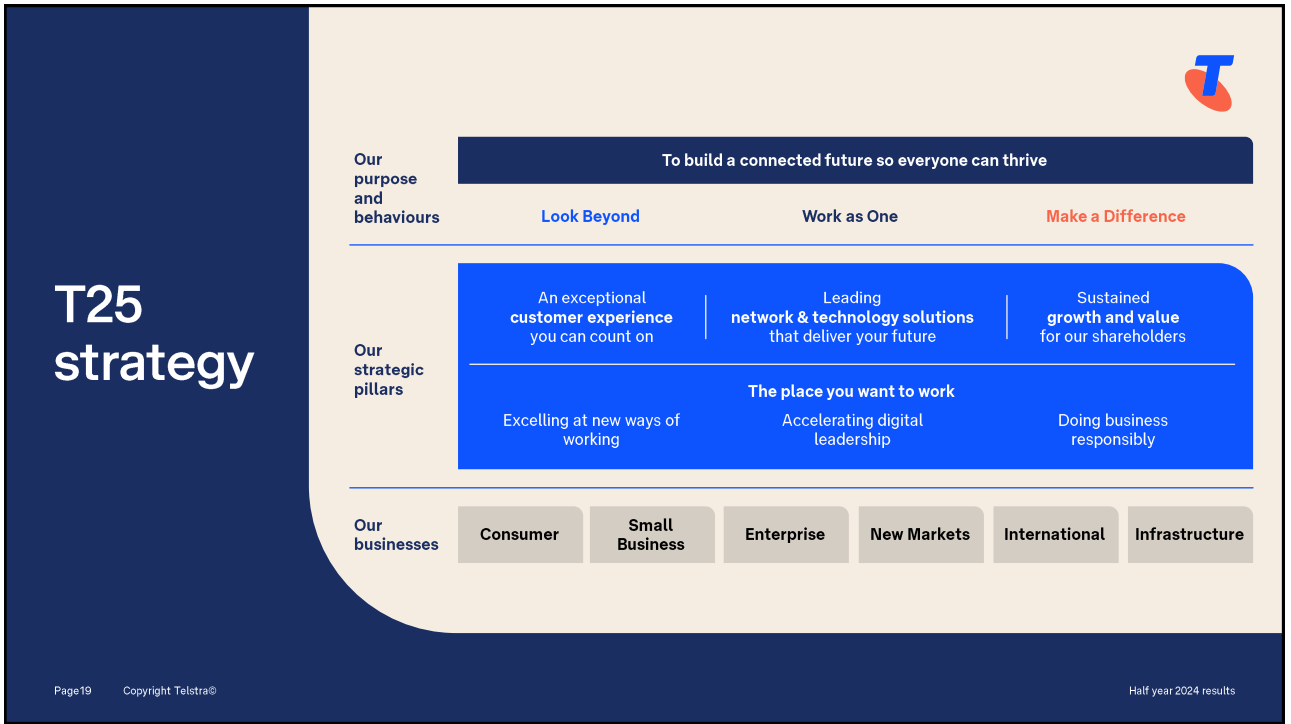 T25
strategy
Our
purpose
and
behaviours
To build a connected future so everyone can thrive
Look Beyond
Work as One
Make a Difference
Our
strategic
pillars
An exceptional
customer experience
you can count on
Leading
network & technology solutions
that deliver your future
Sustained
growth and value
for our shareholders
The place you want to work
Excelling at new ways of
working
Accelerating digital
leadership
Doing business
responsibly
Our
businesses
Consumer
Small
Business
Enterprise
New Markets
International
Infrastructure
Page19
Copyright Telstra©
Half year 2024 results